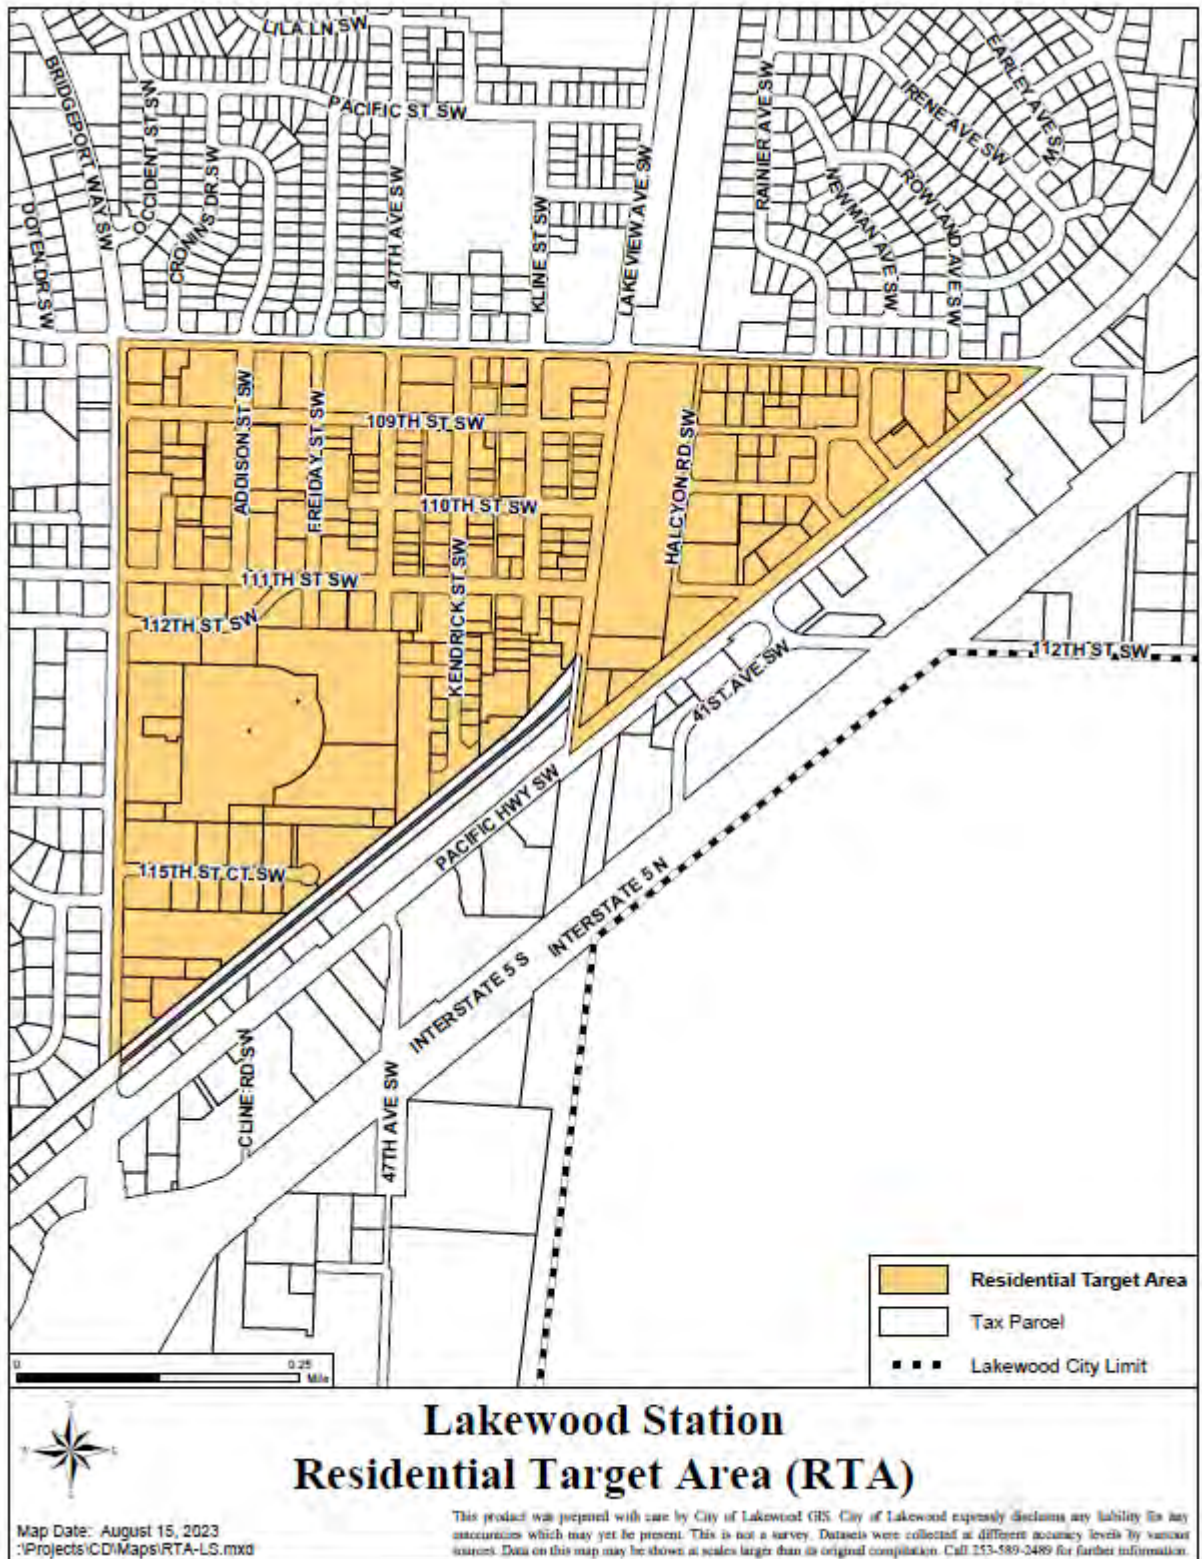 LILA LN SW
EARLEY AVE SW
BRIDGEPORT WAY SW
OCCIDENT ST SW
PACIFIC ST SW
RAINIER AVE SW
IRENE AVE SW
CRONINS DR SW
47TH AVE SW
KLINE ST SW
LAKEVIEW AVE SW
NEWMAN AVE SW
ROWLAND AVE SW
DOTEN DR SW
ADDISON ST SW
FREIDAY ST SW
109TH ST SW
HALCYON RD SW
110TH ST SW
KENDRICK ST SW
111TH ST SW
112TH ST SW
112TH ST SW
41ST AVE SW
PACIFIC HWY SW
115TH ST CT SW
INTERSTATE 5 N
INTERSTATE 5 S
CLINE RD SW
47TH AVE SW
Residential Target Area
Tax Parcel
Lakewood City Limit
0 0.25
Mile
Lakewood Station
Residential Target Area (RTA)
Map Date: August 15, 2023
:\Projects\CD\Maps\RTA-LS.mxd
This product was prepared with care by City of Lakewood GIS. City of Lakewood expressly disclaims any liability for any
inaccuracies which may yet be present. This is not a survey. Datasets were collected at different accuracy levels by various
sources. Data on this map may be shown at scales larger than its original compilation. Call 253-589-2489 for further information.